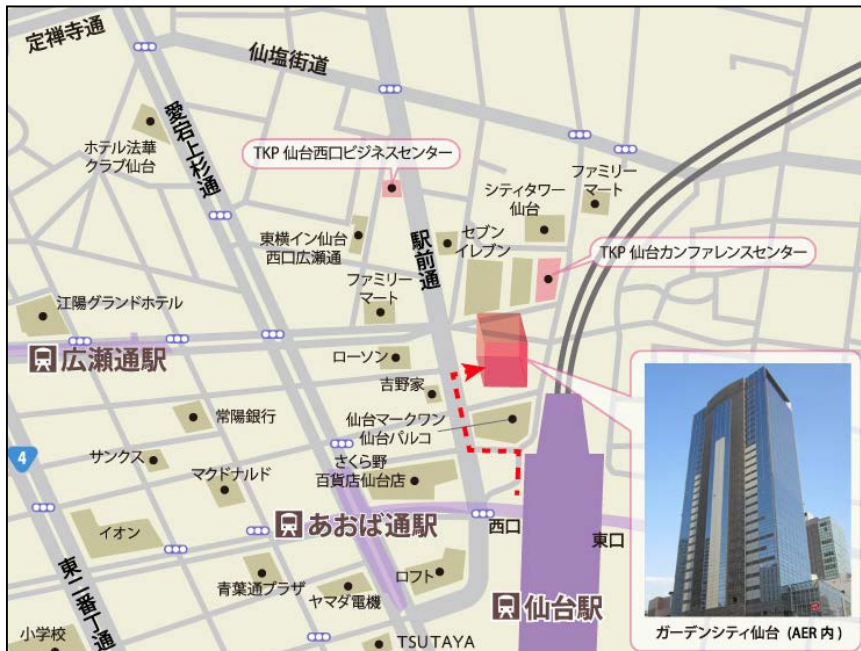 定禅寺通
仙塩街道
愛宕上杉通
ホテル法華
クラブ仙台
TKP 仙台西口ビジネスセンター
ファミリー
マート
シティタワー
仙台
東横イン仙台
西口広瀬通
駅前通
セブン
イレブン
TKP 仙台カンファレンスセンター
江陽グランドホテル
ファミリー
マート
広瀬通駅
ローソン
吉野家
常陽銀行
仙台マークワン
仙台パルコ
4
サンクス
マクドナルド
さくら野
百貨店仙台店
イオン
あおば通駅
西口
東口
東二番丁通
青葉通プラザ
ヤマダ電機
ロフト
仙台駅
小学校
TSUTAYA
ガーデンシティ仙台 (AER 内)